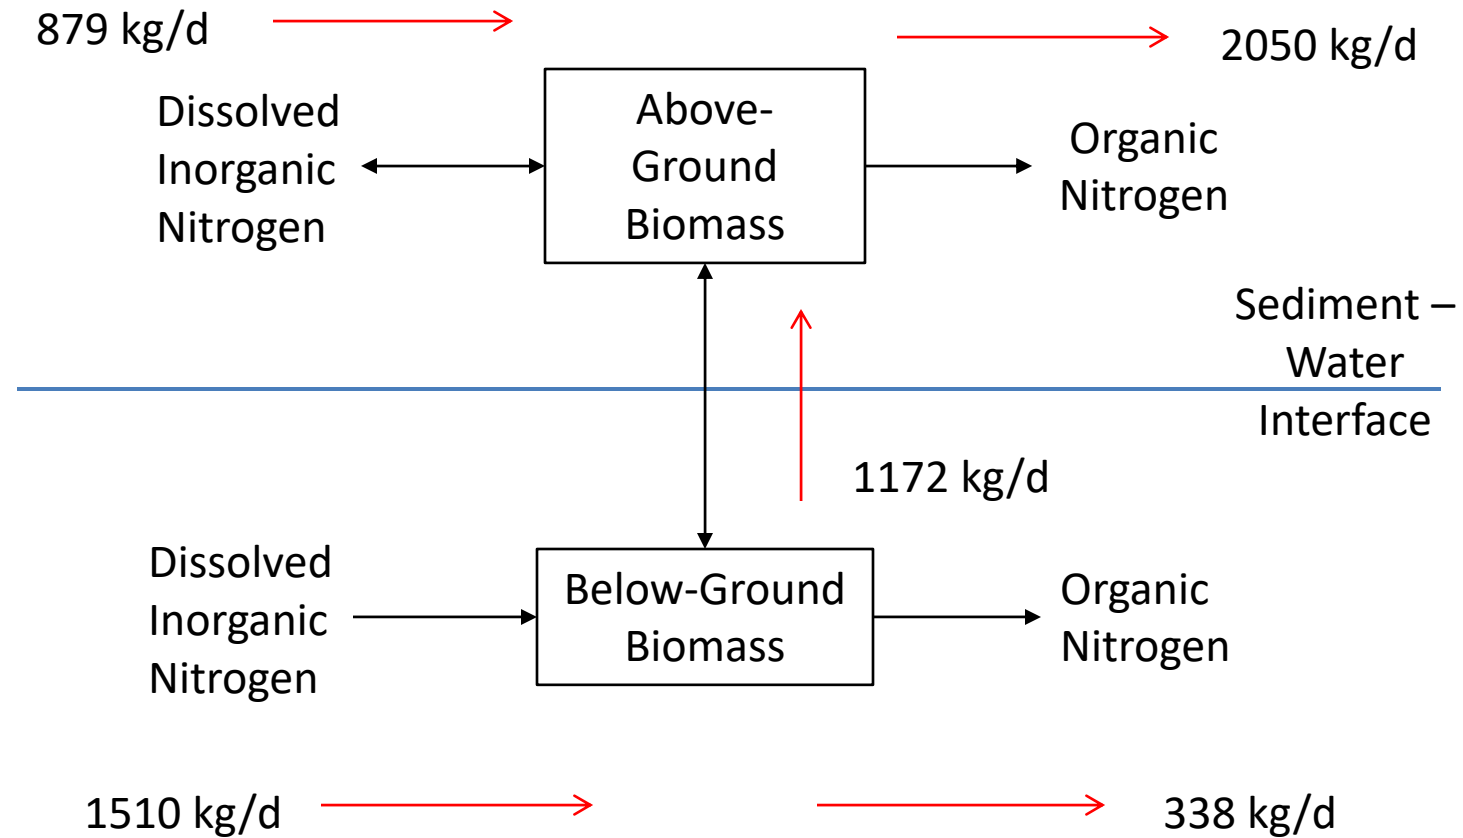 879 kg/d
2050 kg/d
Dissolved
Inorganic
Nitrogen
Above-
Ground
Biomass
Organic
Nitrogen
Sediment –
Water
Interface
1172 kg/d
Dissolved
Inorganic
Nitrogen
Below-Ground
Biomass
Organic
Nitrogen
1510 kg/d
338 kg/d